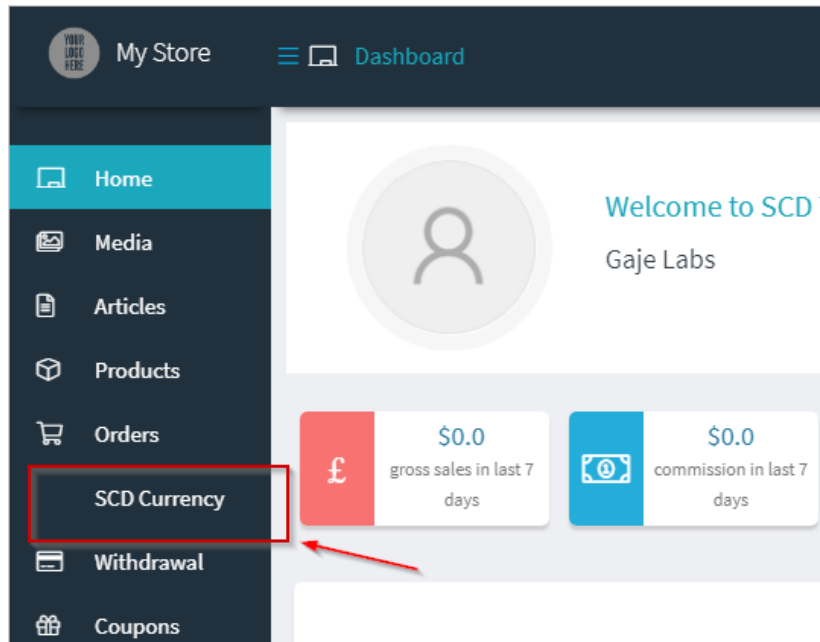 YOUR
LOGO
HERE
My Store
Dashboard
Home
Media
Articles
Products
Orders
SCD Currency
Withdrawal
Coupons
Welcome to SCD
Gaje Labs
£
$0.0
gross sales in last 7
days
$0.0
commission in last 7
days